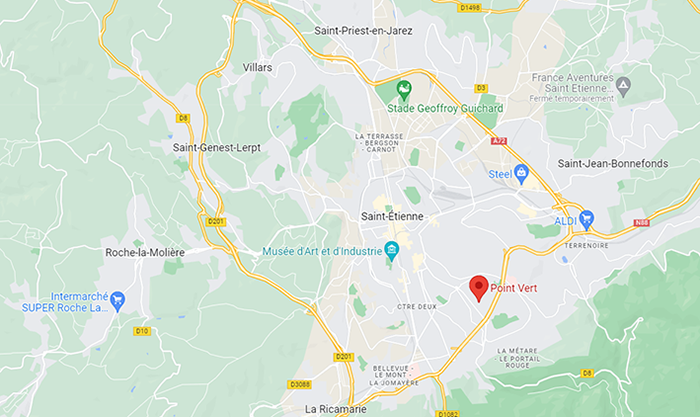 D1498
Saint-Priest-en-Jarez
Villars
France Aventures
Saint Etienne...
Ferme temporairement
D3
Stade Geoffroy Guichard
D8
LA TERRASSE
- BERGSON
- CARNOT
A72
Saint-Genest-Lerpt
Saint-Jean-Bonnefonds
Steel
D201
Saint-Étienne
ALDI
N88
TERRENOIRE
Roche-la-Molière
Musée d'Art et d'Industrie
Point Vert
Intermarché
SUPER Roche La...
CTRE DEUX
D10
D201
LA MÉTARE
- LE PORTAIL
ROUGE
BELLEVUE
- LE MONT -
LA JOMAYÈRE
D8
D3088
La Ricamarie
D1082